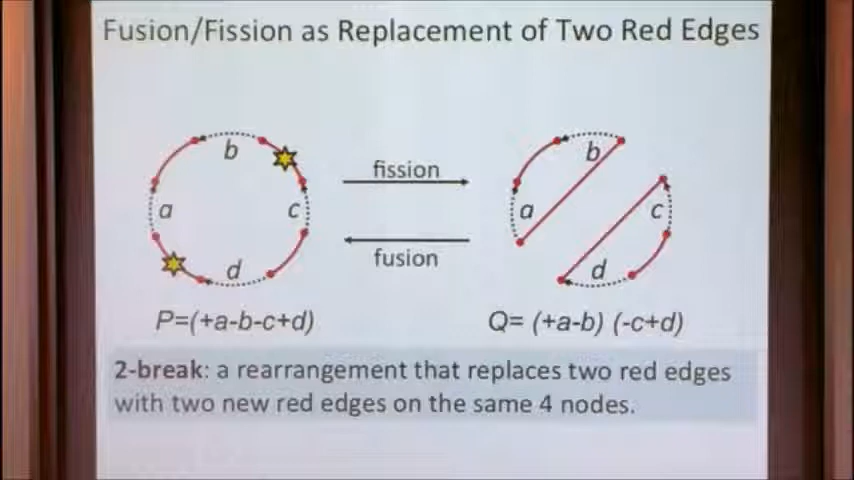 Fusion/Fission as Replacement of Two Red Edges
b
fission
b
a
c
a
c
fusion
d
d
P=(+a-b-c+d)
Q= (+a-b) (-c+d)
2-break: a rearrangement that replaces two red edges
with two new red edges on the same 4 nodes.